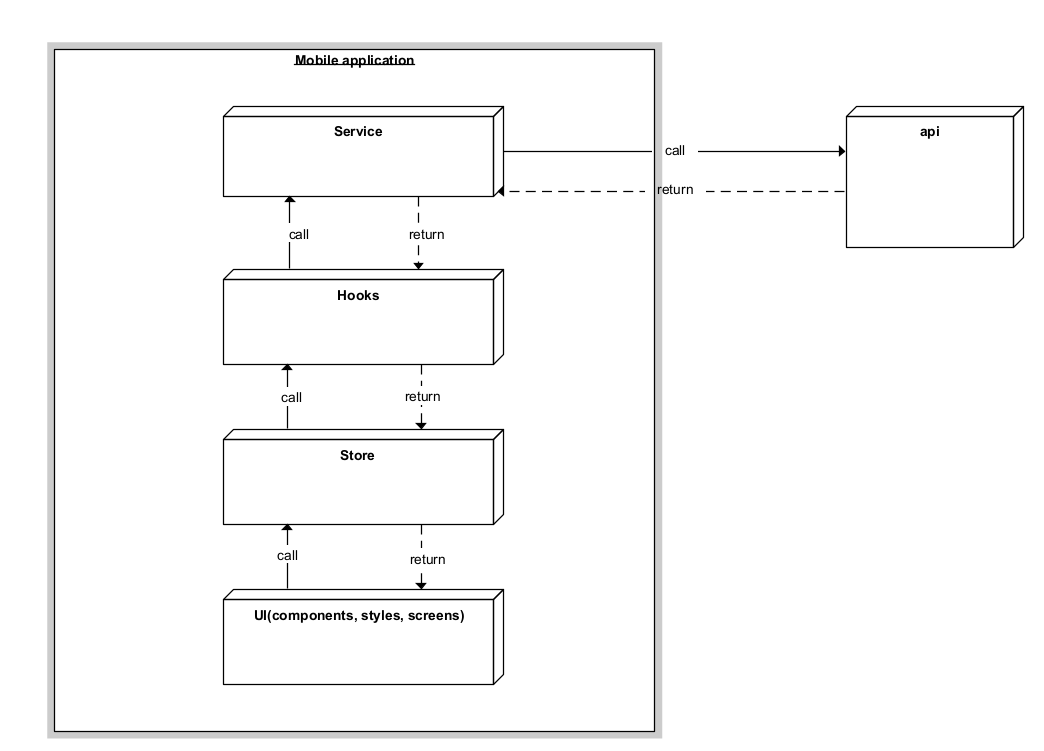 Mobile application
Service
api
call
return
call
return
Hooks
call
return
Store
call
return
UI(components, styles, screens)